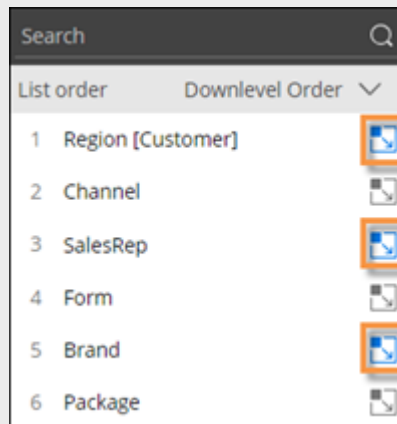 Search
List order Downlevel Order
1 Region [Customer]
2 Channel
3 SalesRep
4 Form
5 Brand
6 Package